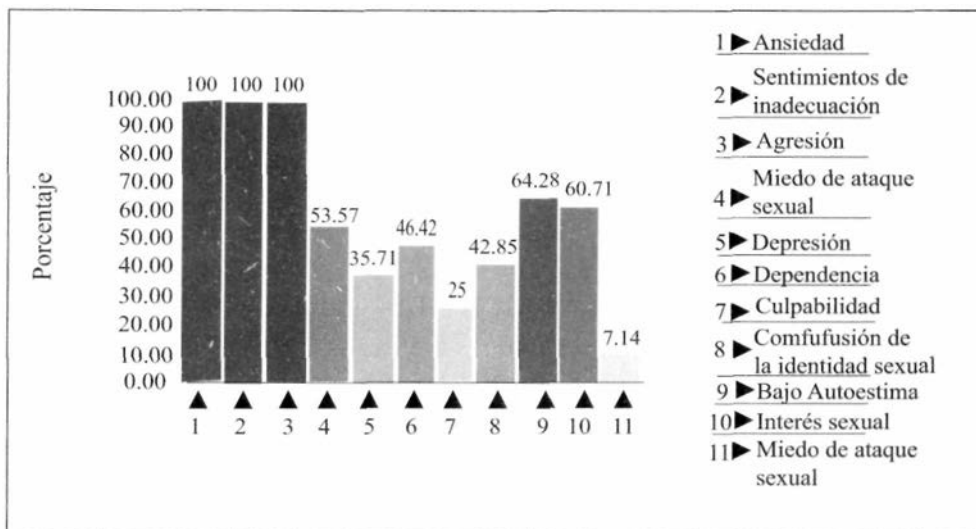 Porcentaje
100.00
90.00
80.00
70.00
60.00
50.00
40.00
30.00
20.00
10.00
0.00
100
100
100
53.57
35.71
46.42
25
42.85
64.28
60.71
7.14
1
2
3
4
5
6
7
8
9
10
11
1 ▶ Ansiedad
Sentimientos de
2 ▶ inadecuación
3 ▶ Agresión
Miedo de ataque
4 ▶ sexual
5 ▶ Depresión
6 ▶ Dependencia
7 ▶ Culpabilidad
Comfufusión de
8 ▶ la identidad sexual
9 ▶ Bajo Autoestima
10 ▶ Interés sexual
11 ▶ Miedo de ataque
sexual